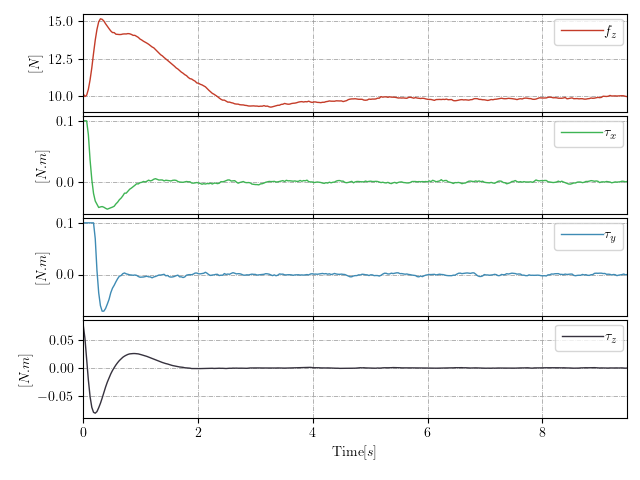 15.0
12.5
10.0
[N]
f_z
0.1
0.0
[N.m]
τ_x
0.1
0.0
[N.m]
τ_y
0.05
0.00
−0.05
[N.m]
τ_z
0 2 4 6 8
Time[s]